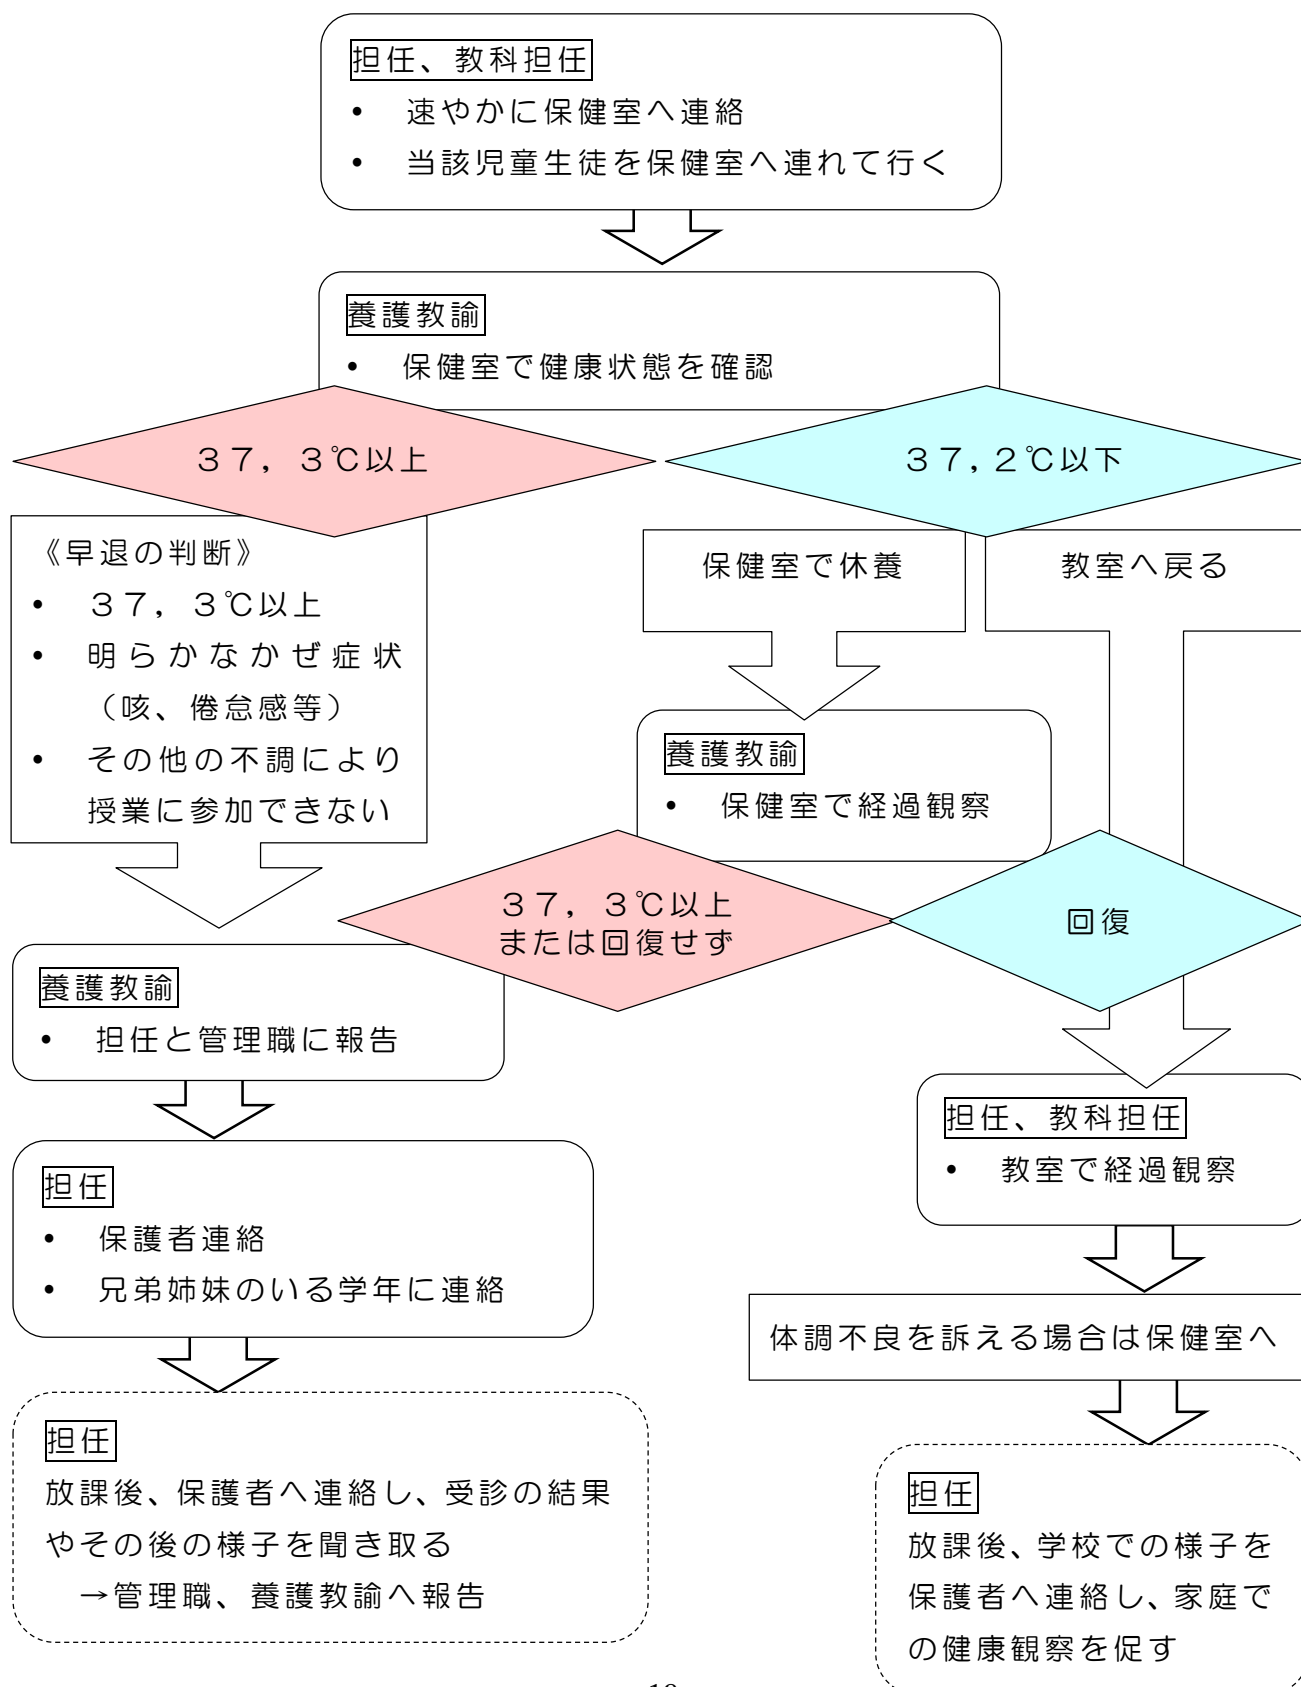 担任、教科担任
• 速やかに保健室へ連絡
• 当該児童生徒を保健室へ連れて行く
養護教諭
• 保健室で健康状態を確認
３７，３℃以上
３７,２℃以下
《早退の判断》
• ３７，３℃以上
• 明らかなかぜ症状
（咳、倦怠感等）
• その他の不調により
授業に参加できない
保健室で休養
教室へ戻る
養護教諭
• 保健室で経過観察
３７，３℃以上
または回復せず
回復
養護教諭
• 担任と管理職に報告
担任
• 保護者連絡
• 兄弟姉妹のいる学年に連絡
担任、教科担任
• 教室で経過観察
体調不良を訴える場合は保健室へ
担任
放課後、保護者へ連絡し、受診の結果
やその後の様子を聞き取る
→管理職、養護教諭へ報告
担任
放課後、学校での様子を
保護者へ連絡し、家庭で
の健康観察を促す